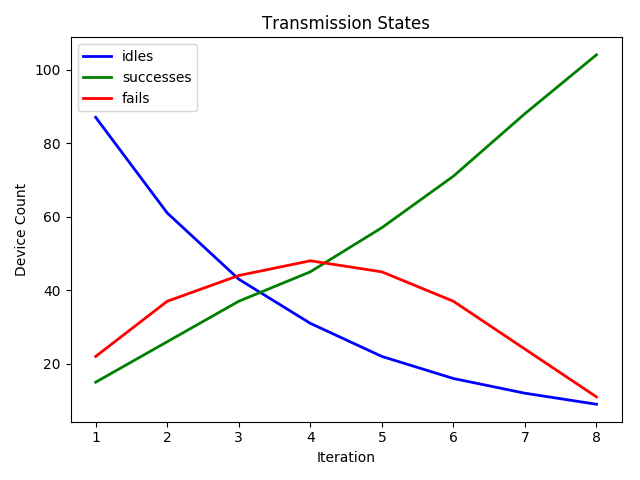 Transmission States
idles
successes
fails
Device Count
100
80
60
40
20
1 2 3 4 5 6 7 8
Iteration